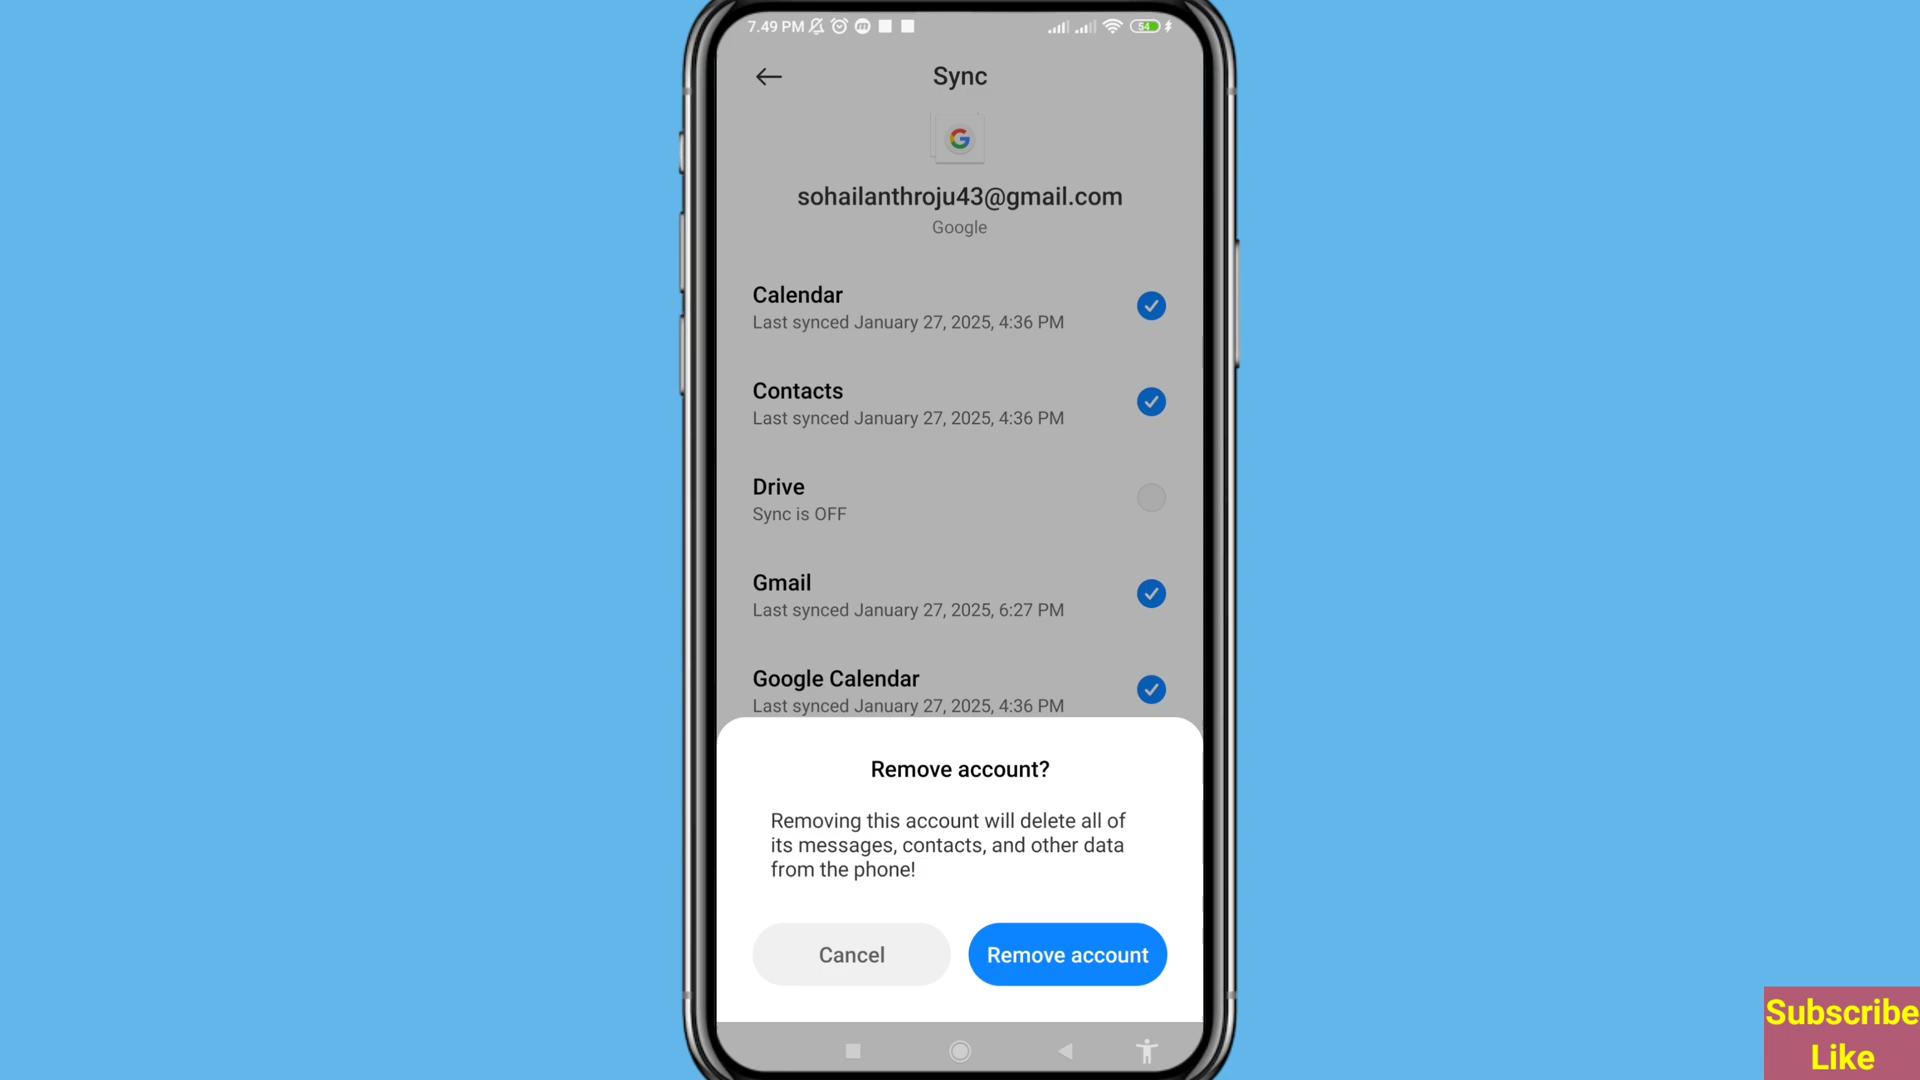 7.49 PM
54
Sync
sohailanthroju43@gmail.com
Google
Calendar
Last synced January 27, 2025, 4:36 PM
Contacts
Last synced January 27, 2025, 4:36 PM
Drive
Sync is OFF
Gmail
Last synced January 27, 2025, 6:27 PM
Google Calendar
Last synced January 27, 2025, 4:36 PM
Remove account?
Removing this account will delete all of
its messages, contacts, and other data
from the phone!
Cancel
Remove account
Subscribe
Like